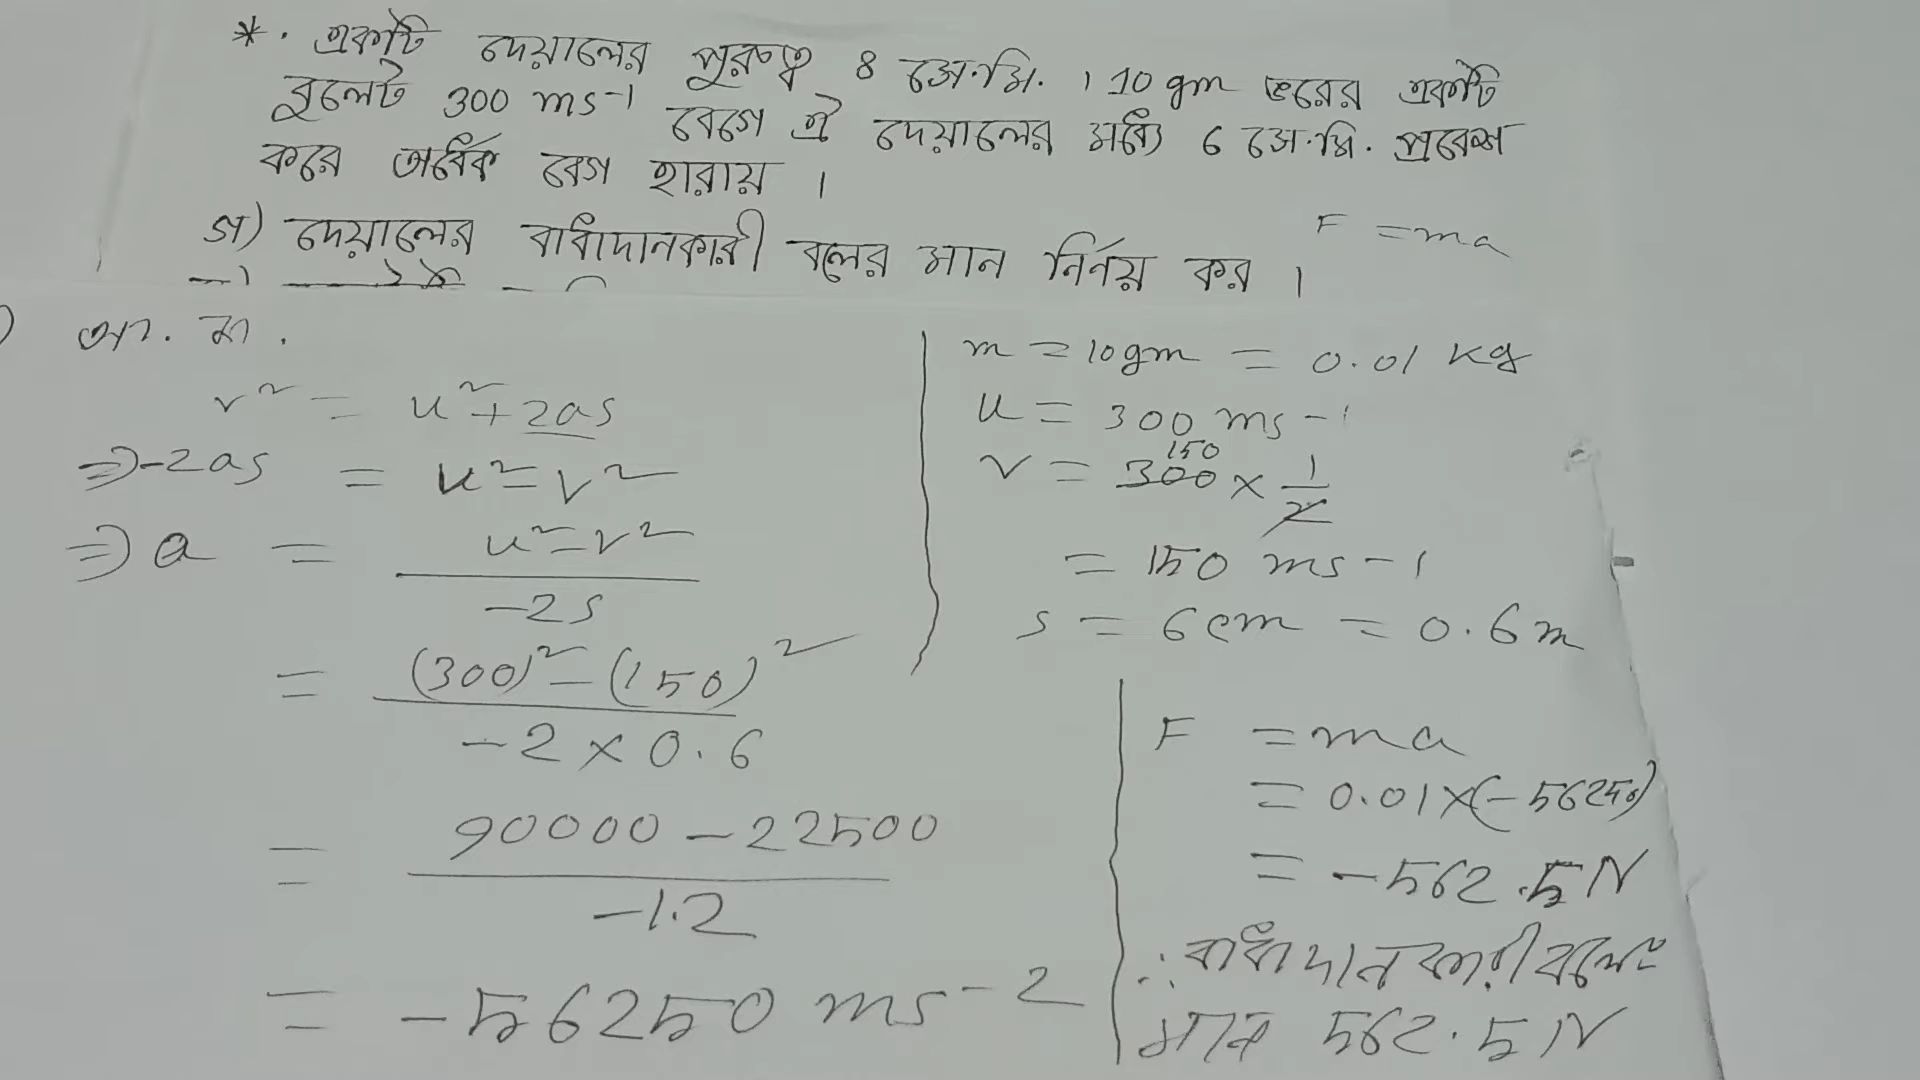 *. একটি দেয়ালের পুরুত্ব 8 সে.মি. । 10 gm ভরের একটি
বুলেট 300 ms-1 বেগে ঐ দেয়ালের মধ্যে 6 সে.মি. প্রবেশ
করে অর্ধেক বেগ হারায় ।
গ) দেয়ালের বাধাদানকারী বলের মান নির্ণয় কর ।
F = ma
আ. ম.
v² = u²+2as
⇒-2as = u²-v²
⇒ a = u²-v² / -2s
= (300)²-(150)² / -2×0.6
= 90000-22500 / -1.2
= -56250 ms-2
m = 10gm = 0.01 kg
u = 300 ms-1
v = 300 × 1/2 150
= 150 ms-1
s = 6cm = 0.6m
F = ma
= 0.01×(-56250)
= -562.5N
∴ বাধাদানকারী বলের
মান 562.5N